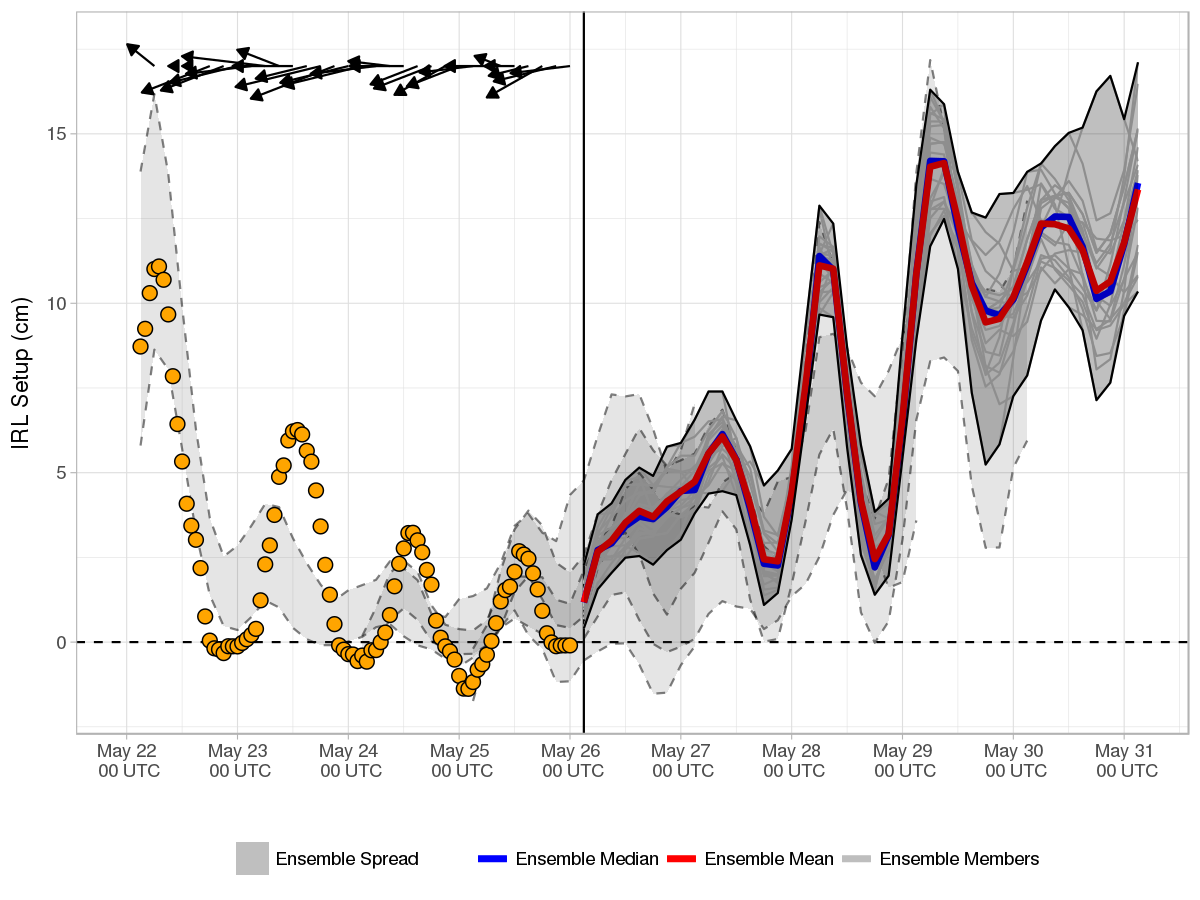 IRL Setup (cm)
15
10
5
0
May 22 May 23 May 24 May 25 May 26 May 27 May 28 May 29 May 30 May 31
00 UTC 00 UTC 00 UTC 00 UTC 00 UTC 00 UTC 00 UTC 00 UTC 00 UTC 00 UTC
Ensemble Spread Ensemble Median Ensemble Mean Ensemble Members